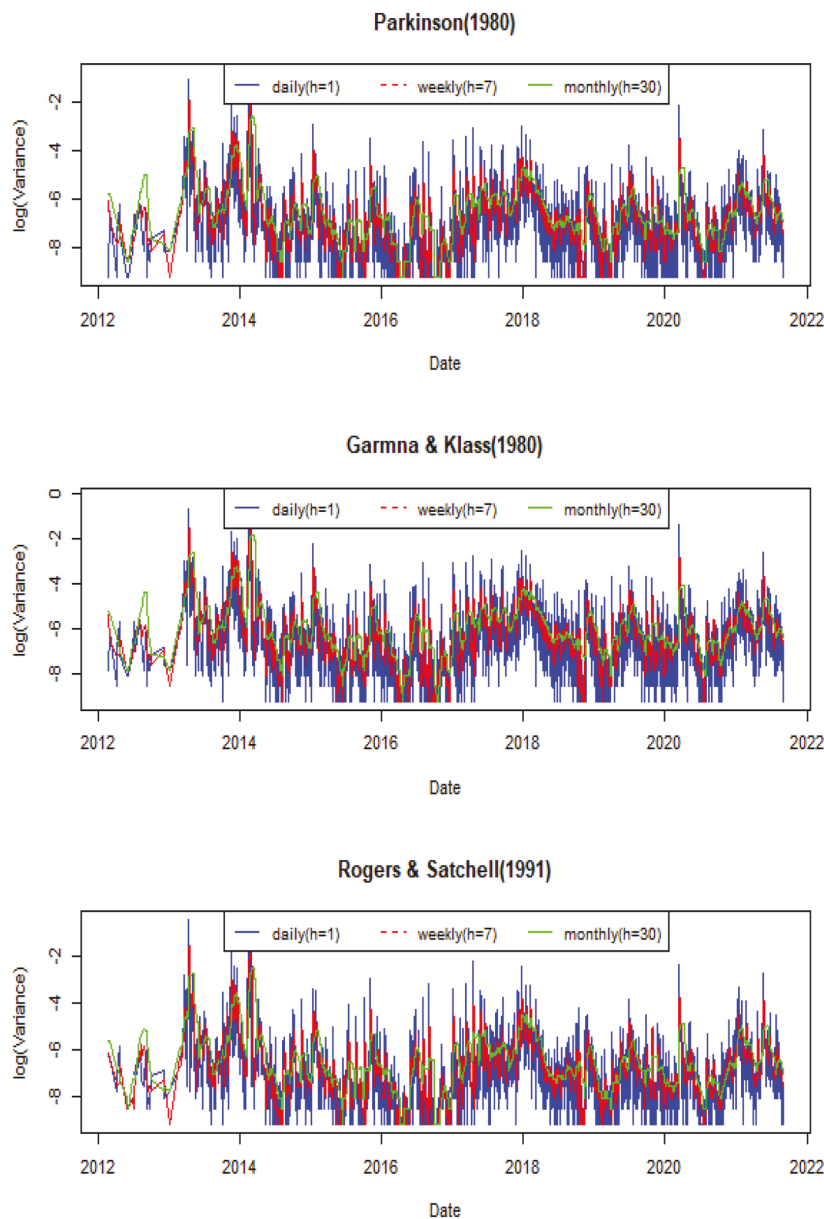 Parkinson(1980)
daily(h=1) weekly(h=7) monthly(h=30)
log(Variance)
-2
-4
-6
-8
2012 2014 2016 2018 2020 2022
Date
Garmna & Klass(1980)
daily(h=1) weekly(h=7) monthly(h=30)
log(Variance)
0
-2
-4
-6
-8
2012 2014 2016 2018 2020 2022
Date
Rogers & Satchell(1991)
daily(h=1) weekly(h=7) monthly(h=30)
log(Variance)
-2
-4
-6
-8
2012 2014 2016 2018 2020 2022
Date